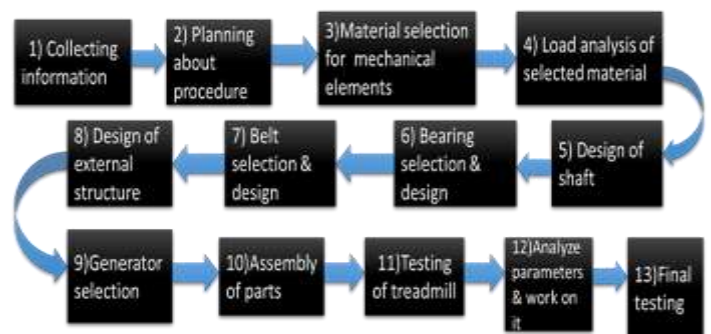 1) Collecting
information
2) Planning
about
procedure
3)Material selection
for mechanical
elements
4) Load analysis of
selected material
5) Design of
shaft
6) Bearing
selection &
design
7) Belt
selection &
design
8) Design of
external
structure
9)Generator
selection
10)Assembly
of parts
11)Testing
of treadmill
12)Analyze
parameters
& work on
it
13)Final
testing